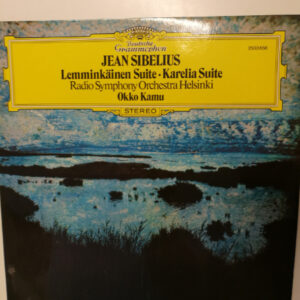 Deutsche
Grammophon
JEAN SIBELIUS
Lemminkäinen Suite · Karelia Suite
Radio Symphony Orchestra Helsinki
Okko Kamu
STEREO